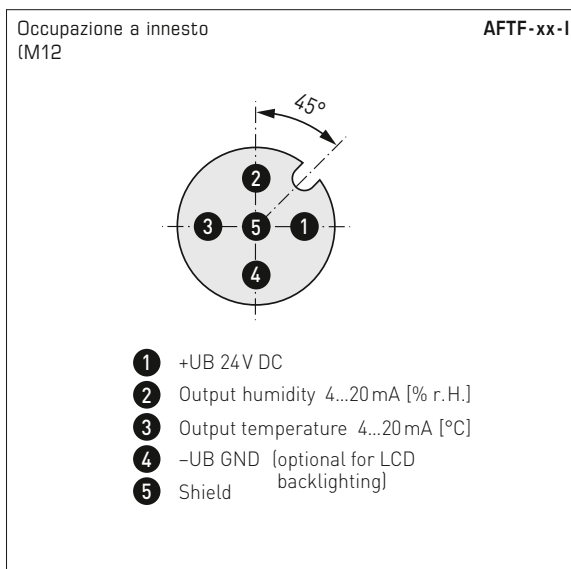 Occupazione a innesto AFTF-xx-I
(M12
45°
2
3 5 1
4
1 +UB 24V DC
2 Output humidity 4...20 mA [% r.H.]
3 Output temperature 4...20 mA [°C]
4 –UB GND (optional for LCD
backlighting)
5 Shield